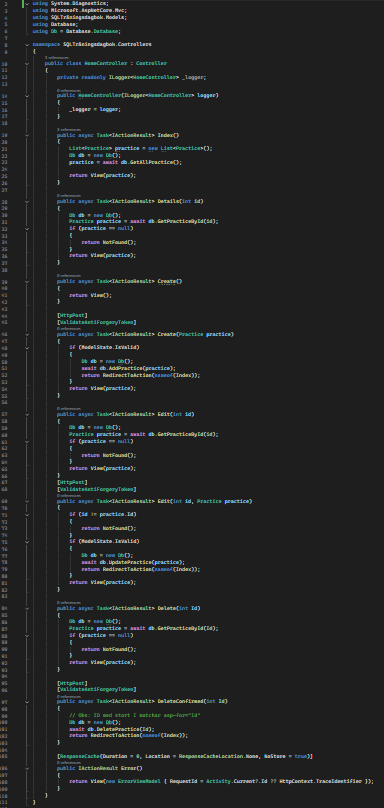 using System.Diagnostics;
using Microsoft.AspNetCore.Mvc;
using SQLTräningsdagbok.Models;
using Database;
using Db = Database.Database;
namespace SQLTräningsdagbok.Controllers
{
public class HomeController : Controller
{
private readonly ILogger<HomeController> _logger;
0 references
public HomeController(ILogger<HomeController> logger)
{
_logger = logger;
}
public async Task<IActionResult> Index()
{
List<Practice> practice = new List<Practice>();
Db db = new Db();
practice = await db.GetAllPractice();
return View(practice);
}
0 references
public async Task<IActionResult> Details(int id)
{
Db db = new Db();
Practice practice = await db.GetPracticeById(id);
if (practice == null)
{
return NotFound();
}
return View(practice);
}
0 references
public async Task<IActionResult> Create()
{
return View();
}
[HttpPost]
[ValidateAntiForgeryToken]
0 references
public async Task<IActionResult> Create(Practice practice)
{
if (ModelState.IsValid)
{
Db db = new Db();
await db.AddPractice(practice);
return RedirectToAction(nameof(Index));
}
return View(practice);
}
0 references
public async Task<IActionResult> Edit(int id)
{
Db db = new Db();
Practice practice = await db.GetPracticeById(id);
if (practice == null)
{
return NotFound();
}
return View(practice);
}
[HttpPost]
[ValidateAntiForgeryToken]
0 references
public async Task<IActionResult> Edit(int id, Practice practice)
{
if (id != practice.Id)
{
return NotFound();
}
if (ModelState.IsValid)
{
Db db = new Db();
await db.UpdatePractice(practice);
return RedirectToAction(nameof(Index));
}
return View(practice);
}
0 references
public async Task<IActionResult> Delete(int Id)
{
Db db = new Db();
Practice practice = await db.GetPracticeById(Id);
if (practice == null)
{
return NotFound();
}
return View(practice);
}
[HttpPost]
[ValidateAntiForgeryToken]
0 references
public async Task<IActionResult> DeleteConfirmed(int Id)
{
// Obs: ID med stort I matchar asp-for="Id"
Db db = new Db();
await db.DeletePractice(Id);
return RedirectToAction(nameof(Index));
}
[ResponseCache(Duration = 0, Location = ResponseCacheLocation.None, NoStore = true)]
0 references
public IActionResult Error()
{
return View(new ErrorViewModel { RequestId = Activity.Current?.Id ?? HttpContext.TraceIdentifier });
}
}
}